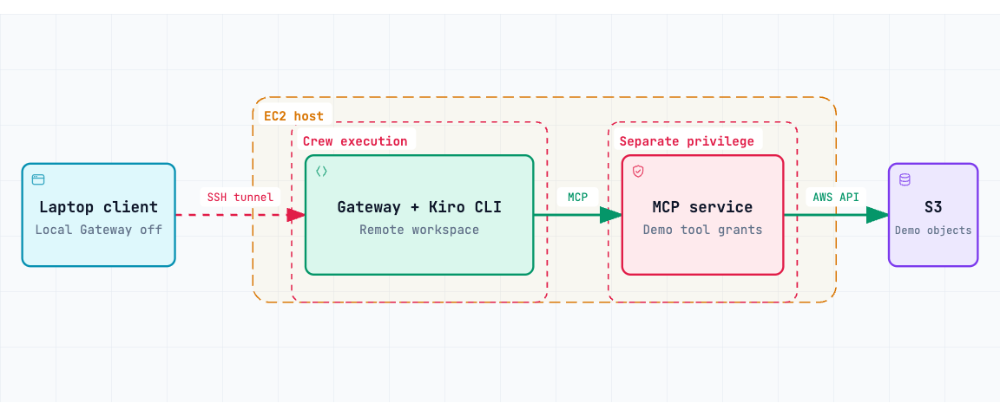 EC2 host
Crew execution
Separate privilege
Laptop client
Local Gateway off
SSH tunnel
Gateway + Kiro CLI
Remote workspace
MCP
MCP service
Demo tool grants
AWS API
S3
Demo objects